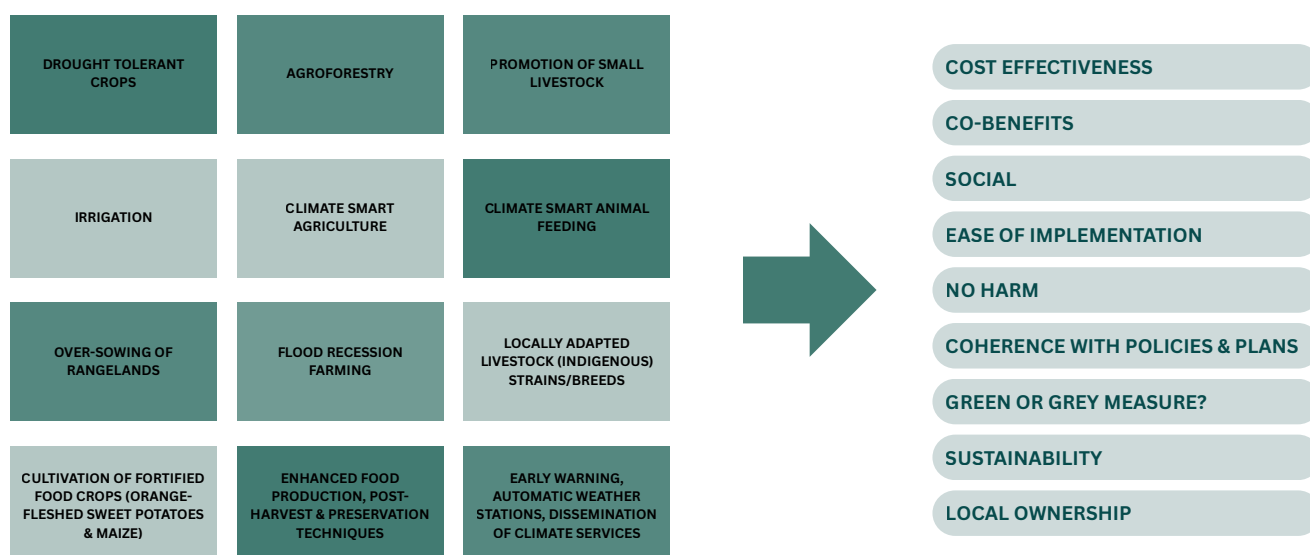 DROUGHT TOLERANT
CROPS
AGROFORESTRY
PROMOTION OF SMALL
LIVESTOCK
IRRIGATION
CLIMATE SMART
AGRICULTURE
CLIMATE SMART ANIMAL
FEEDING
OVER-SOWING OF
RANGELANDS
FLOOD RECESSION
FARMING
LOCALLY ADAPTED
LIVESTOCK (INDIGENOUS)
STRAINS/BREEDS
CULTIVATION OF FORTIFIED
FOOD CROPS (ORANGE-
FLESHED SWEET POTATOES
& MAIZE)
ENHANCED FOOD
PRODUCTION, POST-
HARVEST & PRESERVATION
TECHNIQUES
EARLY WARNING,
AUTOMATIC WEATHER
STATIONS, DISSEMINATION
OF CLIMATE SERVICES
COST EFFECTIVENESS
CO-BENEFITS
SOCIAL
EASE OF IMPLEMENTATION
NO HARM
COHERENCE WITH POLICIES & PLANS
GREEN OR GREY MEASURE?
SUSTAINABILITY
LOCAL OWNERSHIP